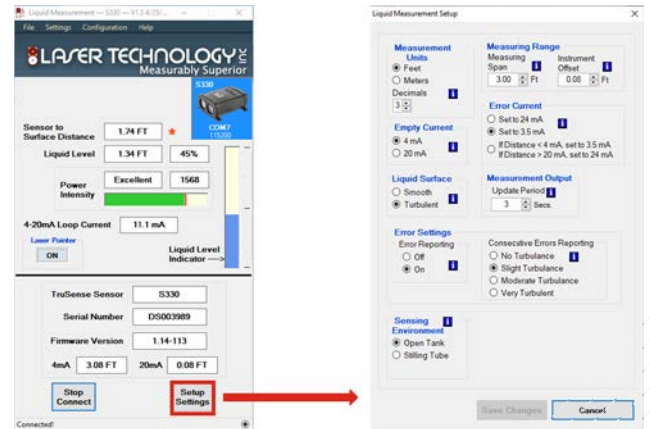 Liquid Measurement — S330 — V1.3 4/25/...
File Settings Configuration Help
LASER TECHNOLOGY
Measurably Superior
S330
COM7
115200
Sensor to
Surface Distance 1.74 FT *
Liquid Level 1.34 FT 45%
Power
Intensity Excellent 1568
4-20mA Loop Current 11.1 mA
Laser Pointer
ON
Liquid Level
Indicator —>
TruSense Sensor S330
Serial Number DS003989
Firmware Version 1.14-113
4mA 3.08 FT 20mA 0.08 FT
Stop
Connect
Setup
Settings
Connected!
Liquid Measurement Setup
Measurement
Units
Feet
Meters
Decimals
3
Measuring Range
Measuring
Span
3.00 Ft
Instrument
Offset
0.08 Ft
Empty Current
4 mA
20 mA
Error Current
Set to 24 mA
Set to 3.5 mA
If Distance < 4 mA, set to 3.5 mA
If Distance > 20 mA, set to 24 mA
Liquid Surface
Smooth
Turbulent
Measurement Output
Update Period
3 Secs.
Error Settings
Error Reporting
Off
On
Consecutive Errors Reporting
No Turbulance
Slight Turbulance
Moderate Turbulance
Very Turbulent
Sensing
Environment
Open Tank
Stilling Tube
Save Changes
Cancel